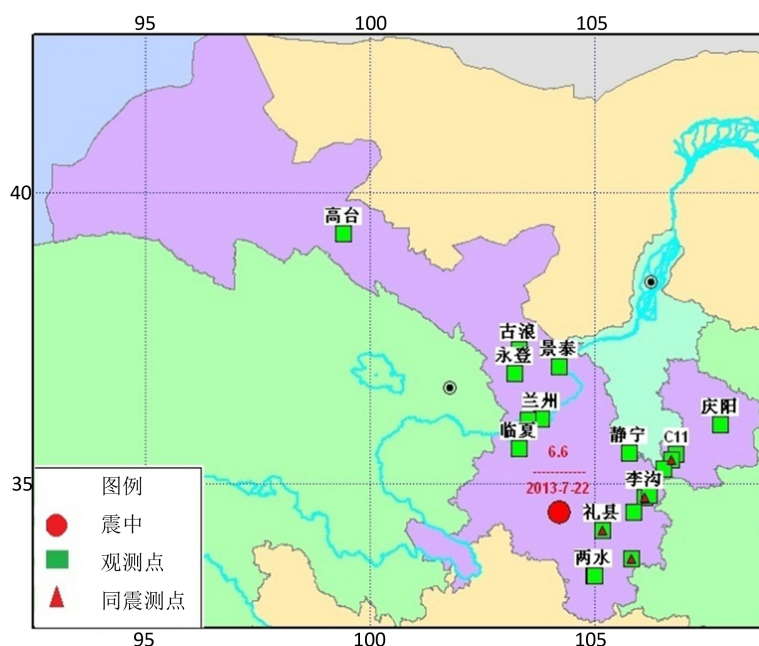 95
100
105
40
高台
古浪
永登
景泰
兰州
临夏
静宁
C11
庆阳
6.6
2013-7-22
李沟
礼县
两水
35
图例
震中
观测点
同震测点
95
100
105